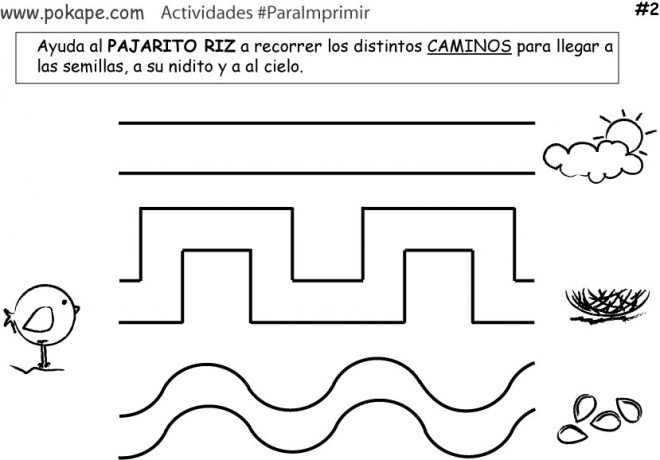 www.pokape.com Actividades #ParaImprimir #2
Ayuda al PAJARITO RIZ a recorrer los distintos CAMINOS para llegar a
las semillas, a su nidito y a al cielo.